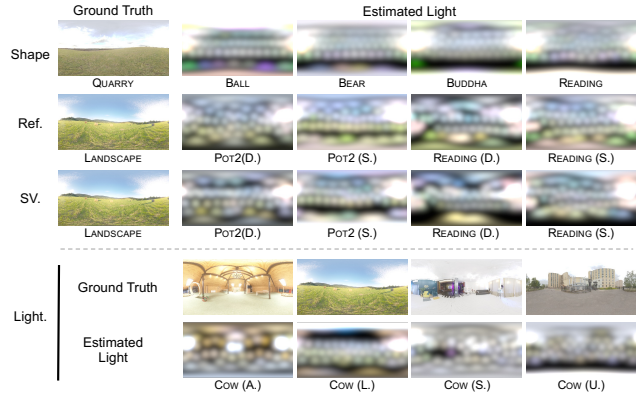 Ground Truth Estimated Light
Shape
QUARRY BALL BEAR BUDDHA READING
Ref.
LANDSCAPE POT2(D.) POT2 (S.) READING (D.) READING (S.)
SV.
LANDSCAPE POT2(D.) POT2 (S.) READING (D.) READING (S.)
Ground Truth
Light.
Estimated
Light
COW (A.) COW (L.) COW (S.) COW (U.)